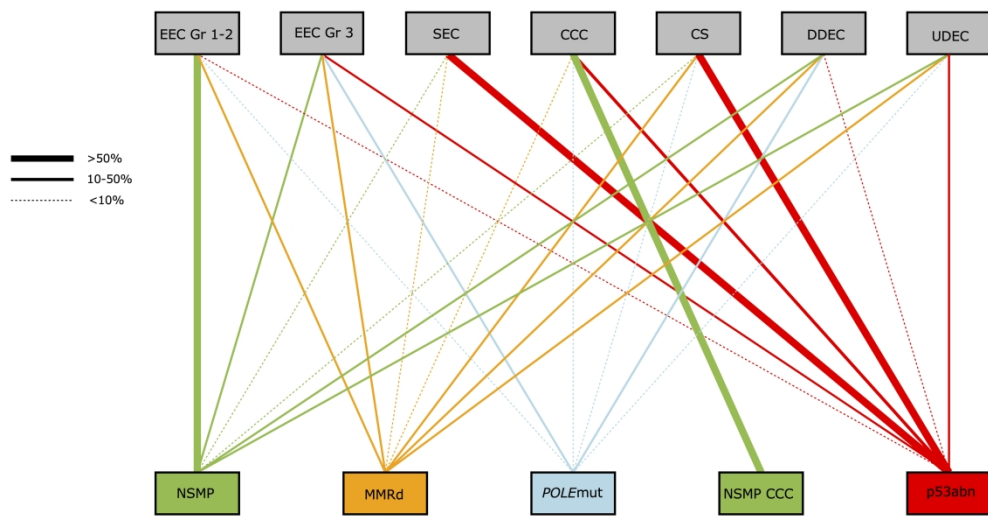 EEC Gr 1-2
EEC Gr 3
SEC
CCC
CS
DDEC
UDEC
>50%
10-50%
<10%
NSMP
MMRd
POLEmut
NSMP CCC
p53abn